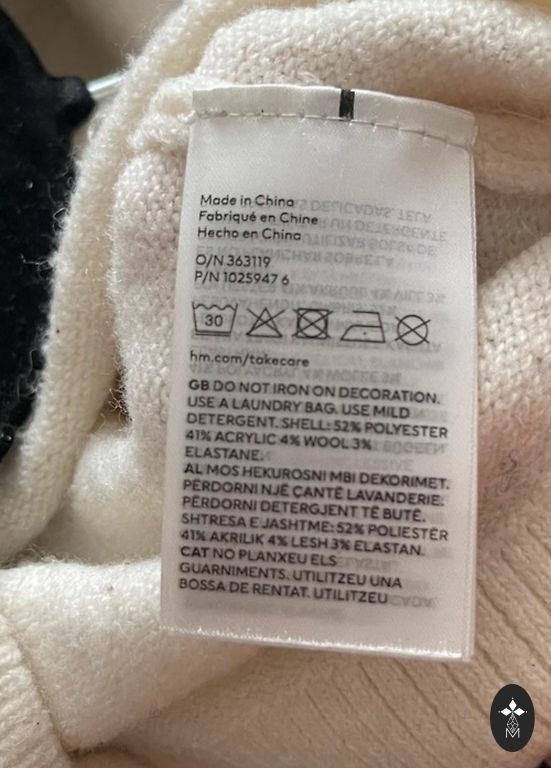 Made in China
Fabriqué en Chine
Hecho en China
O/N 363119
P/N 1025947 6
30
hm.com/takecare
GB DO NOT IRON ON DECORATION.
USE A LAUNDRY BAG. USE MILD
DETERGENT. SHELL: 52% POLYESTER
41% ACRYLIC 4% WOOL 3%
ELASTANE.
AL MOS HEKUROSNI MBI DEKORIMET.
PËRDORNI NJË ÇANTË LAVANDERIE.
PËRDORNI DETERGJENT TË BUTË.
SHTRESA E JASHTME: 52% POLIESTËR
41% AKRILIK 4% LESH 3% ELASTAN.
CAT NO PLANXEU ELS
GUARNIMENTS. UTILITZEU UNA
BOSSA DE RENTAT. UTILITZEU